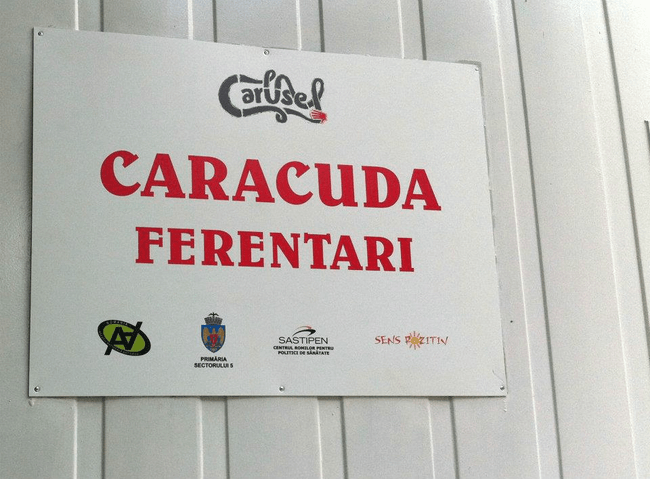 Carusel
CARACUDA
FERENTARI
PRIMĂRIA
SECTORULUI 5
SASTIPEN
CENTRUL ROMILOR PENTRU
POLITICI DE SĂNĂTATE
SENS POZITIV